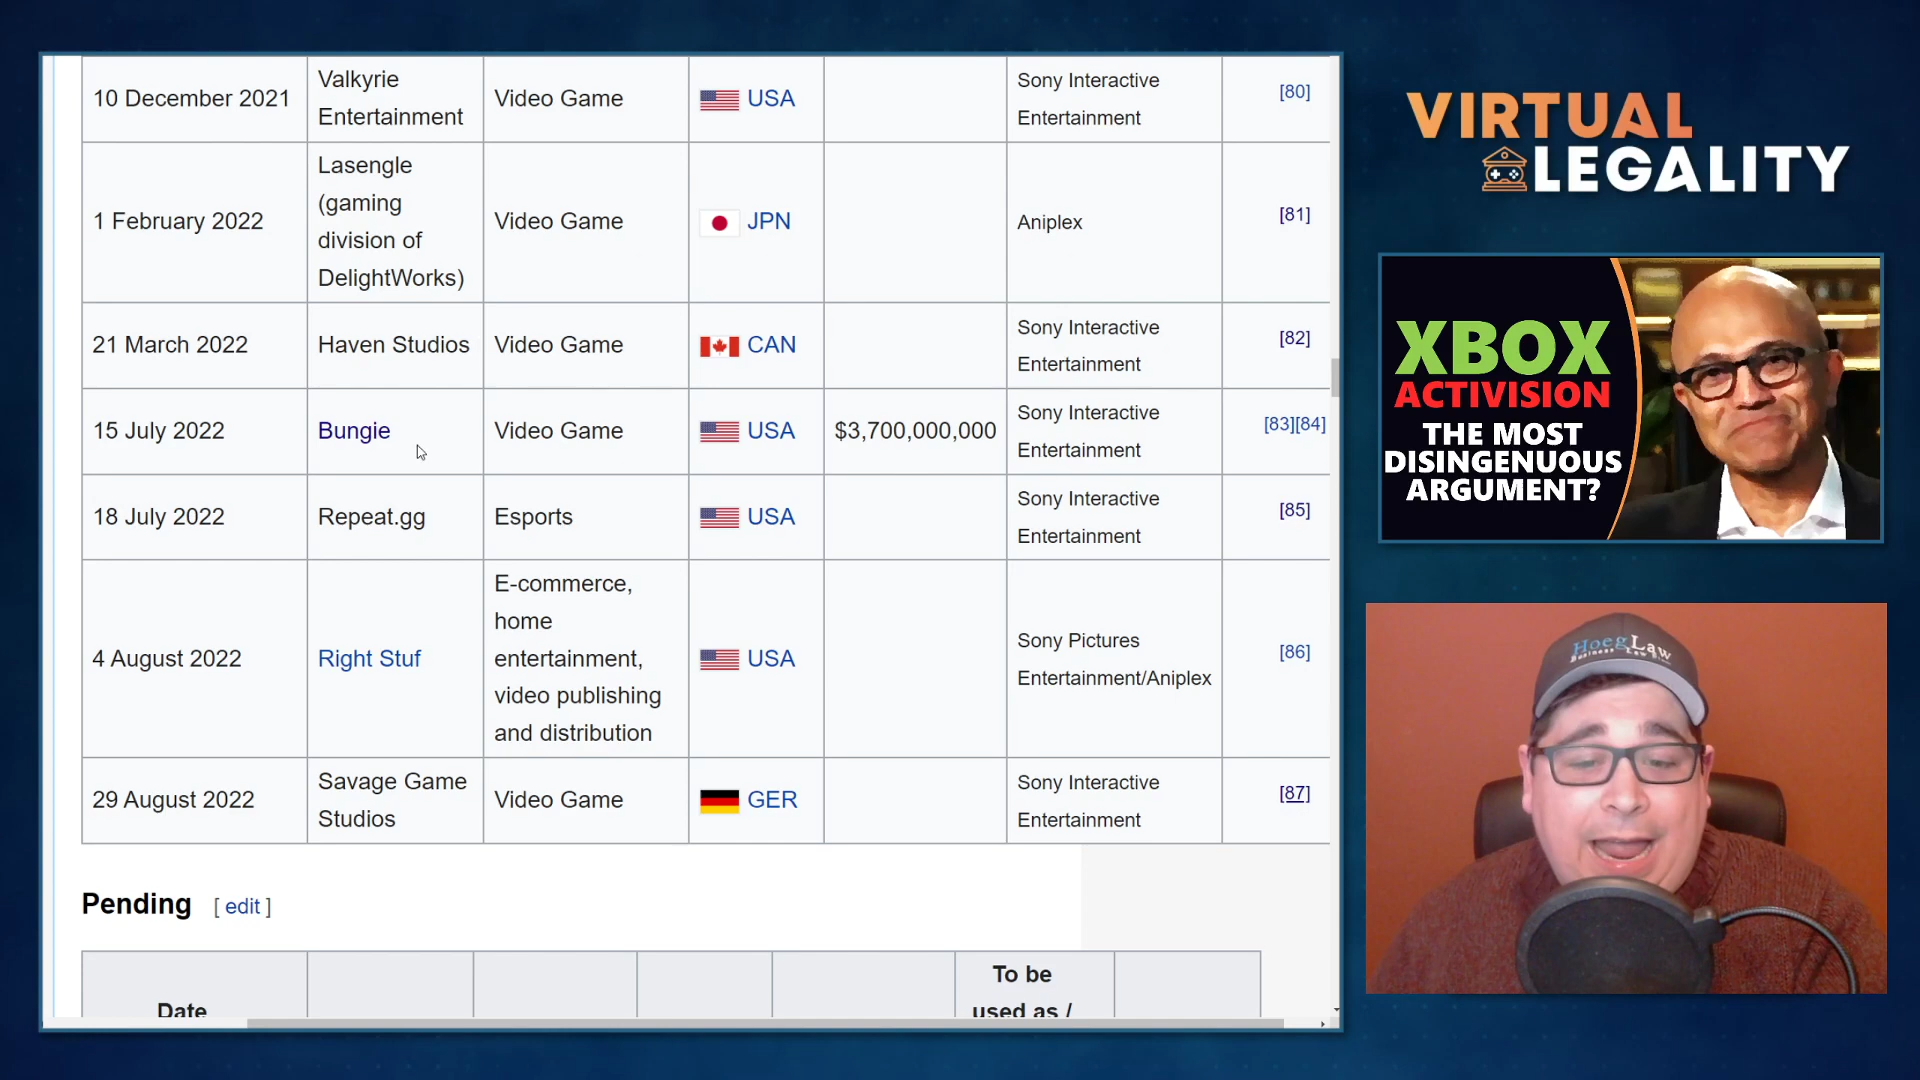 10 December 2021
Valkyrie
Entertainment
Video Game
USA
Sony Interactive
Entertainment
[80]
1 February 2022
Lasengle
(gaming
division of
DelightWorks)
Video Game
JPN
Aniplex
[81]
21 March 2022
Haven Studios
Video Game
CAN
Sony Interactive
Entertainment
[82]
15 July 2022
Bungie
Video Game
USA
$3,700,000,000
Sony Interactive
Entertainment
[83][84]
18 July 2022
Repeat.gg
Esports
USA
Sony Interactive
Entertainment
[85]
4 August 2022
Right Stuf
E-commerce,
home
entertainment,
video publishing
and distribution
USA
Sony Pictures
Entertainment/Aniplex
[86]
29 August 2022
Savage Game
Studios
Video Game
GER
Sony Interactive
Entertainment
[87]
Pending [ edit ]
Date
To be
used as /
VIRTUAL
LEGALITY
XBOX
ACTIVISION
THE MOST
DISINGENUOUS
ARGUMENT?
HoegLaw
Business Law